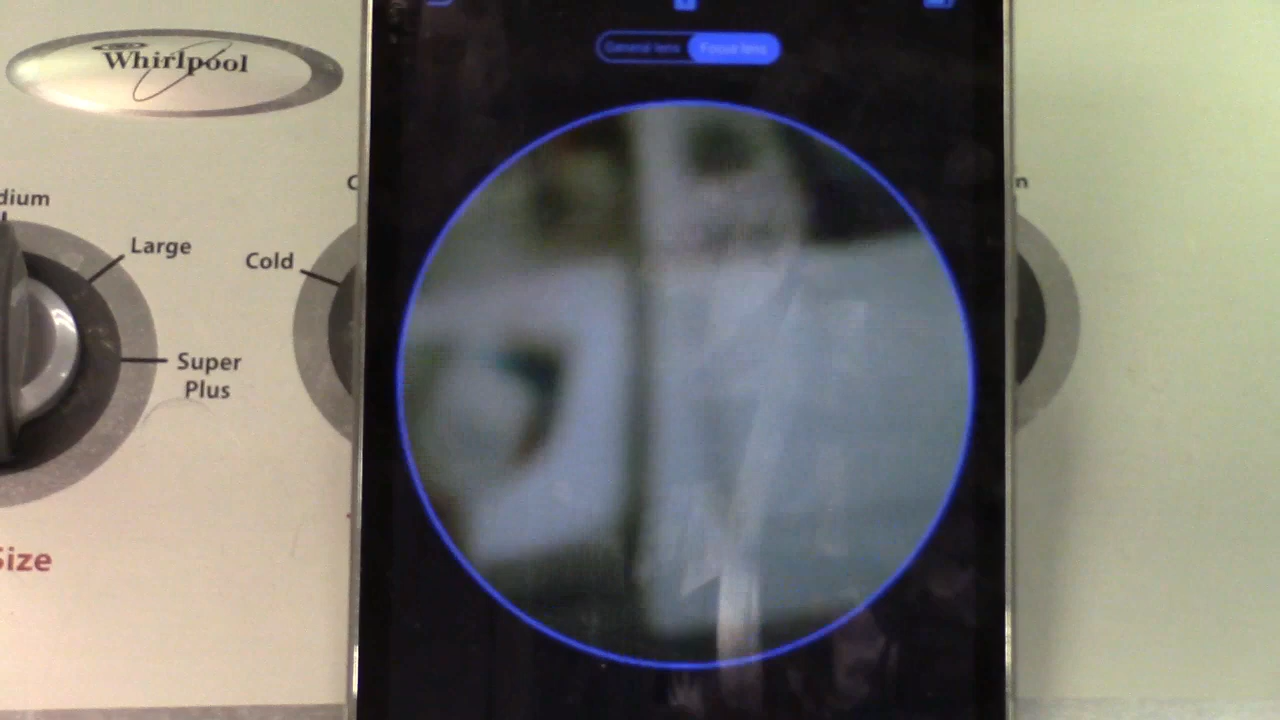 Whirlpool
General lens
Focus lens
dium
Large
Cold
Super
Plus
Size